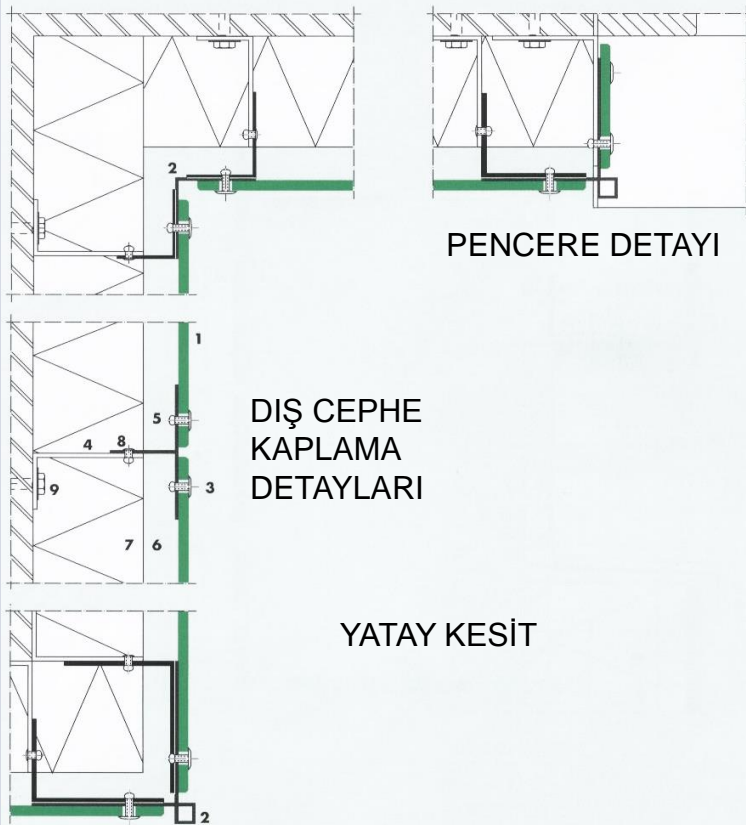 2
PENCERE DETAYI
1
DIŞ CEPHE
KAPLAMA
DETAYLARI
5
4 8
9 3
7 6
YATAY KESİT
2